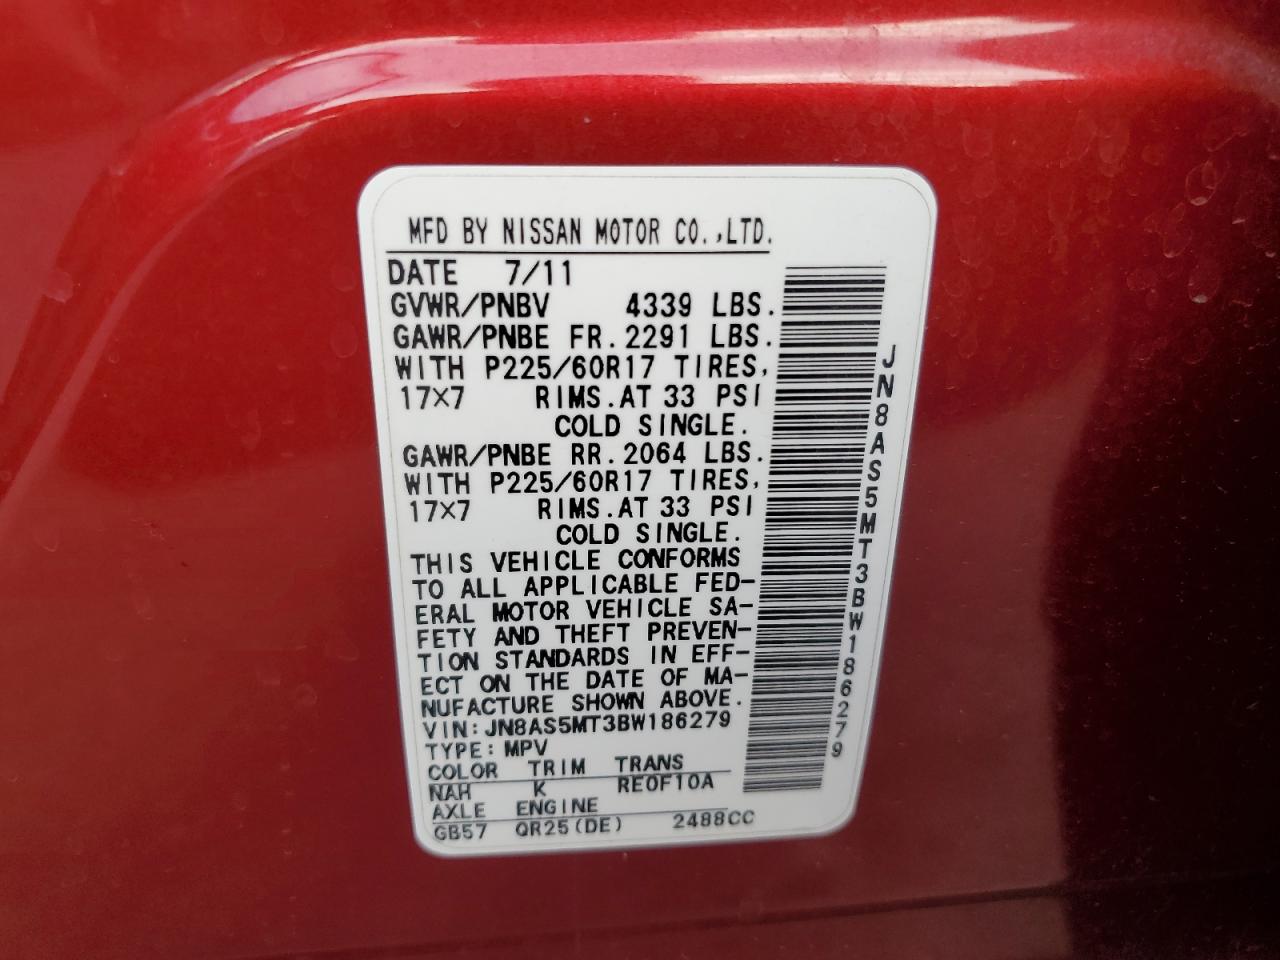 MFD BY NISSAN MOTOR CO.,LTD.
DATE 7/11
GVWR/PNBV 4339 LBS.
GAWR/PNBE FR.2291 LBS.
WITH P225/60R17 TIRES,
17×7 RIMS.AT 33 PSI
COLD SINGLE.
GAWR/PNBE RR.2064 LBS.
WITH P225/60R17 TIRES,
17×7 RIMS.AT 33 PSI
COLD SINGLE.
THIS VEHICLE CONFORMS
TO ALL APPLICABLE FED-
ERAL MOTOR VEHICLE SA-
FETY AND THEFT PREVEN-
TION STANDARDS IN EFF-
ECT ON THE DATE OF MA-
NUFACTURE SHOWN ABOVE.
VIN:JN8AS5MT3BW186279
TYPE:MPV
COLOR TRIM TRANS
NAH K RE0F10A
AXLE ENGINE
GB57 QR25(DE) 2488CC
JN8AS5MT3BW186279